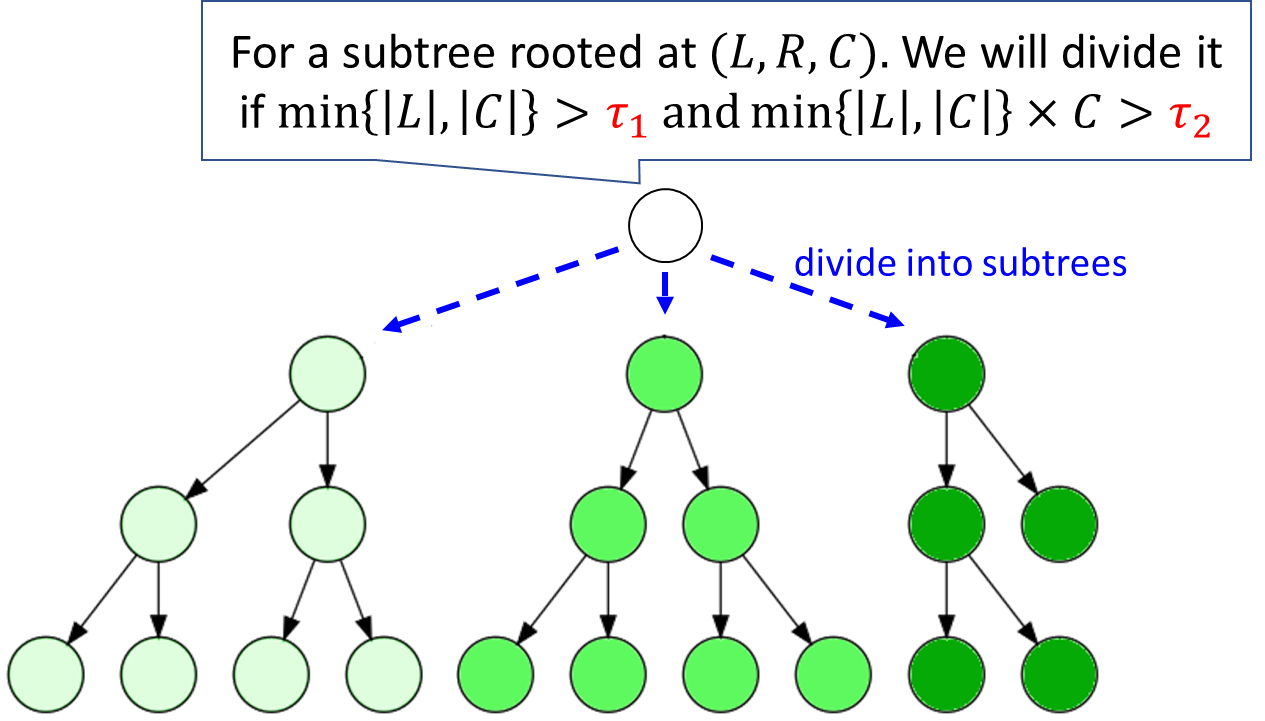 For a subtree rooted at (L, R, C). We will divide it
if min{|L|, |C|} > τ₁ and min{|L|, |C|} × C > τ₂
divide into subtrees